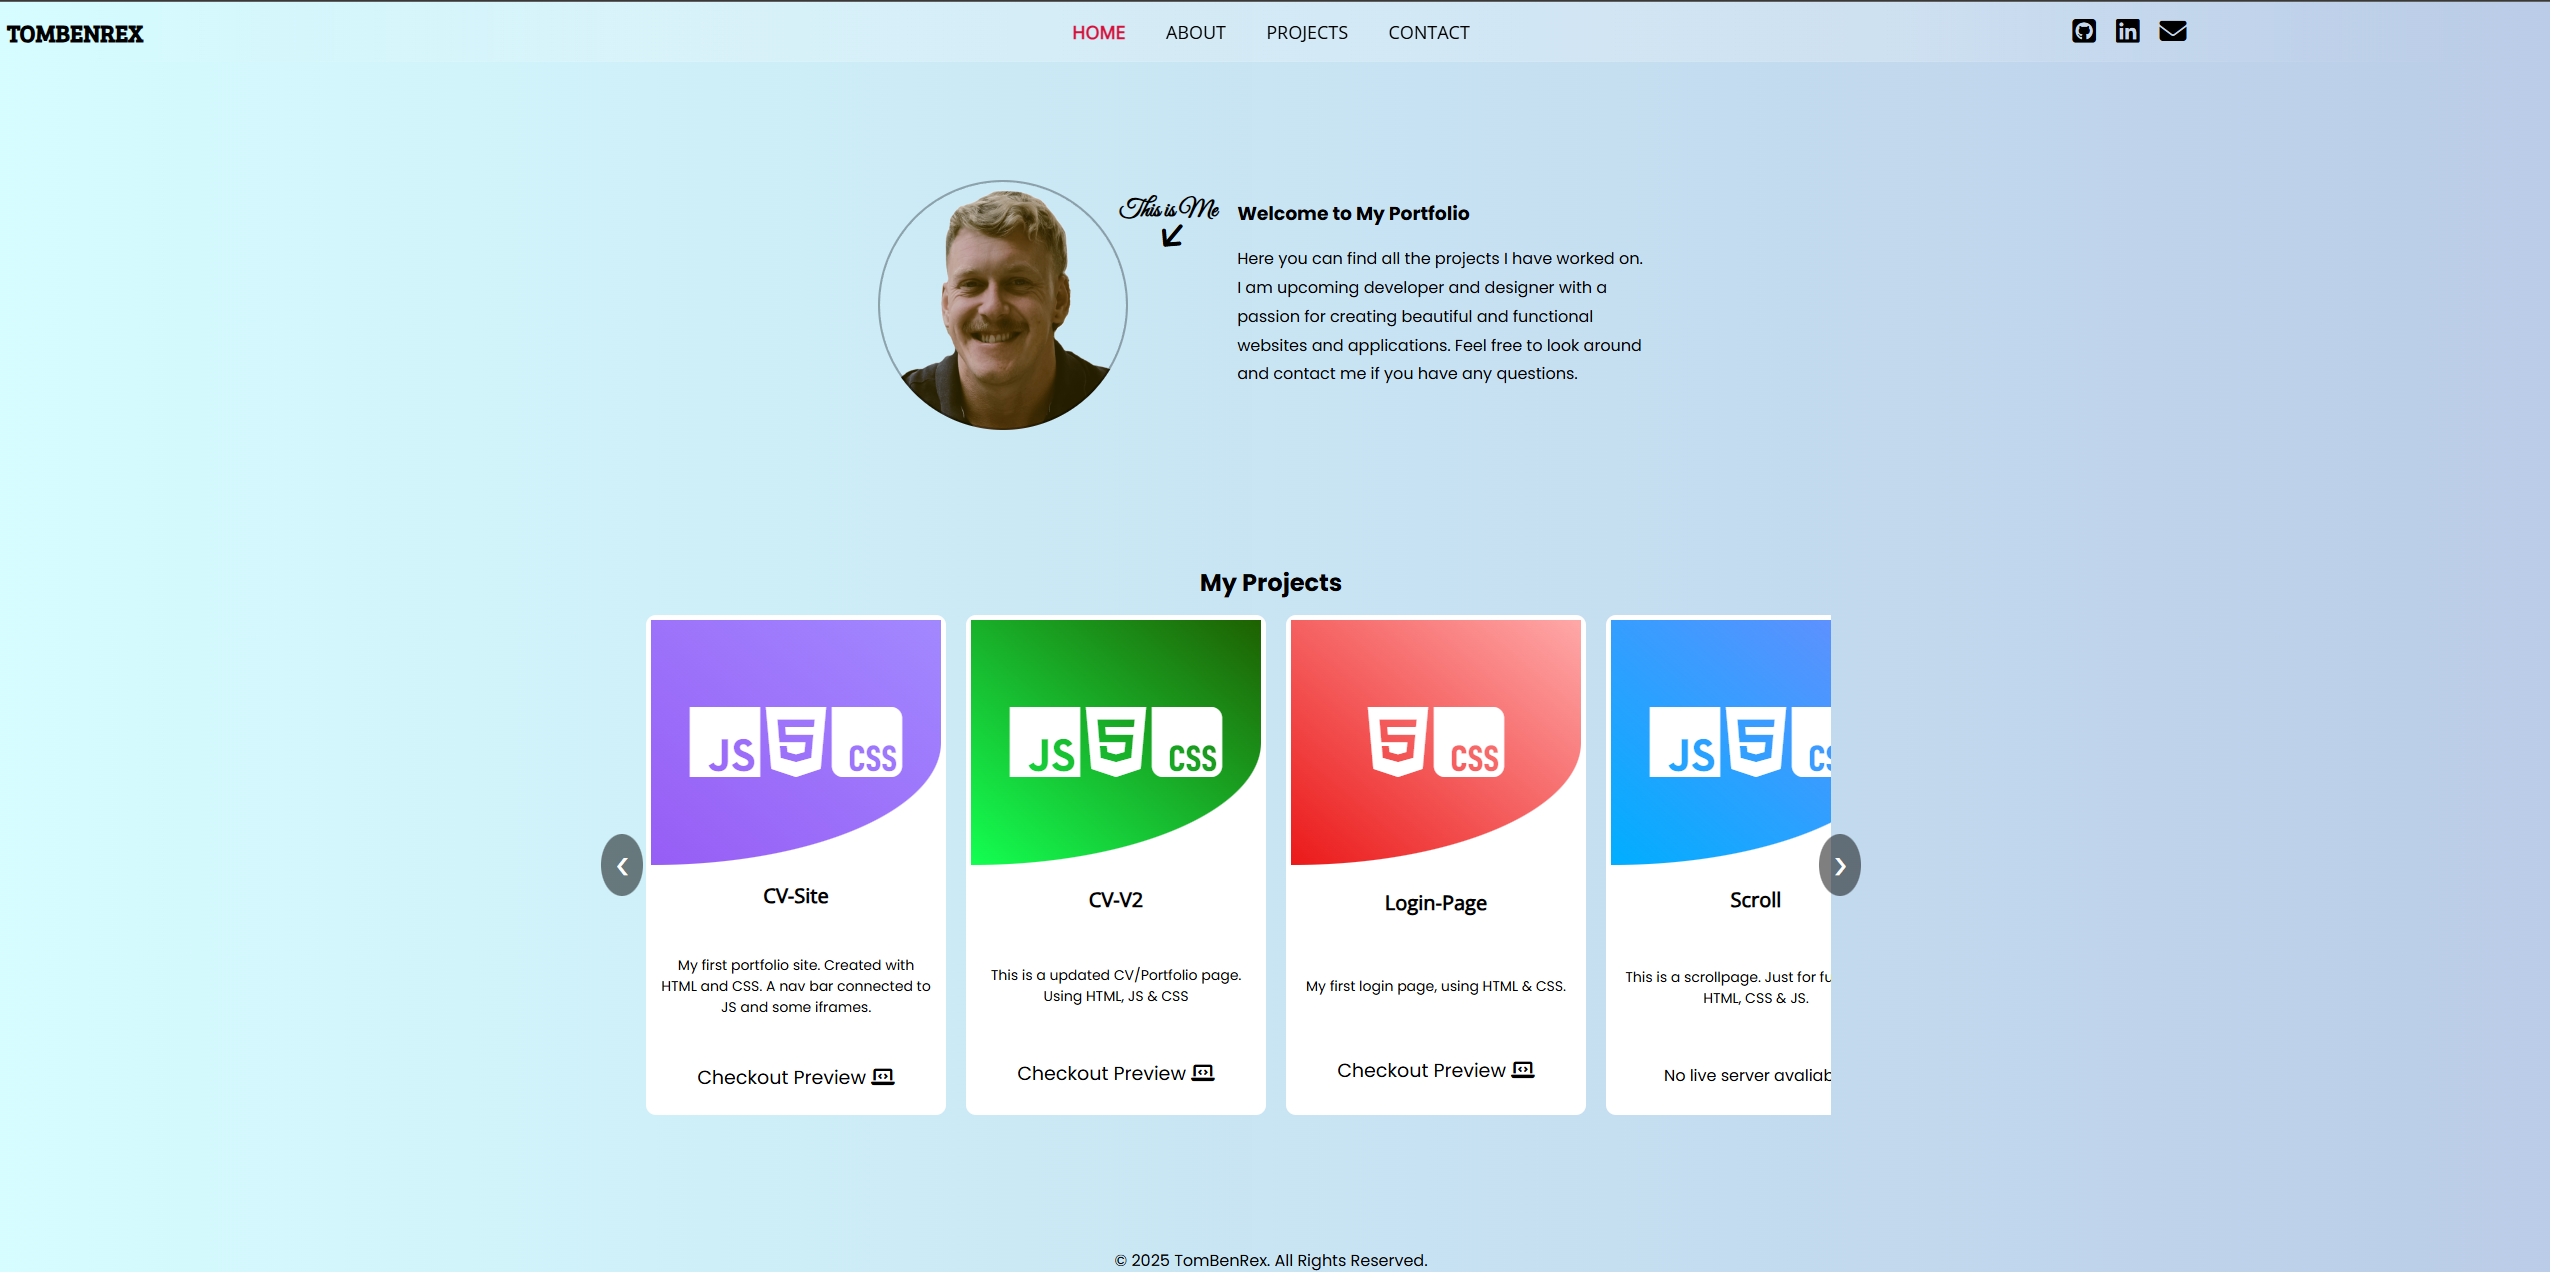 TOMBENREX
HOME ABOUT PROJECTS CONTACT
This is Me
Welcome to My Portfolio
Here you can find all the projects I have worked on.
I am upcoming developer and designer with a
passion for creating beautiful and functional
websites and applications. Feel free to look around
and contact me if you have any questions.
My Projects
JS 5 CSS
CV-Site
My first portfolio site. Created with
HTML and CSS. A nav bar connected to
JS and some iframes.
Checkout Preview
JS 5 CSS
CV-V2
This is a updated CV/Portfolio page.
Using HTML, JS & CSS
Checkout Preview
5 CSS
Login-Page
My first login page, using HTML & CSS.
Checkout Preview
JS 5 CS
Scroll
This is a scrollpage. Just for fu
HTML, CSS & JS.
No live server avaliab
© 2025 TomBenRex. All Rights Reserved.